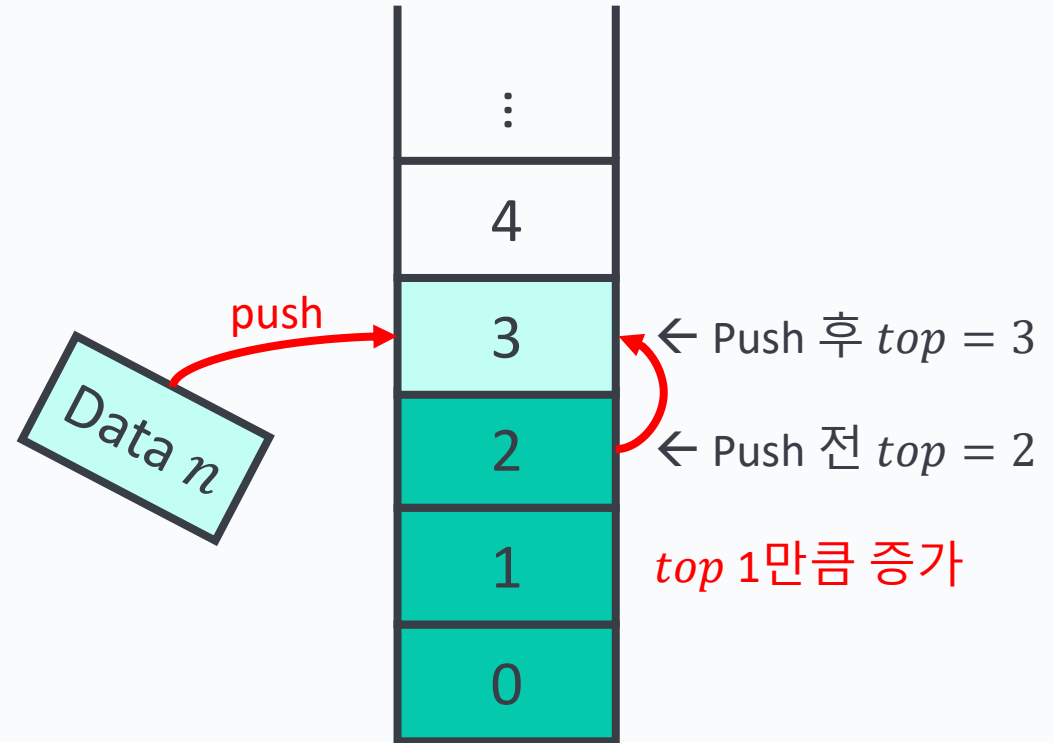 ⋮
4
push
3
← Push 후 top = 3
Data n
2
← Push 전 top = 2
1
top 1만큼 증가
0